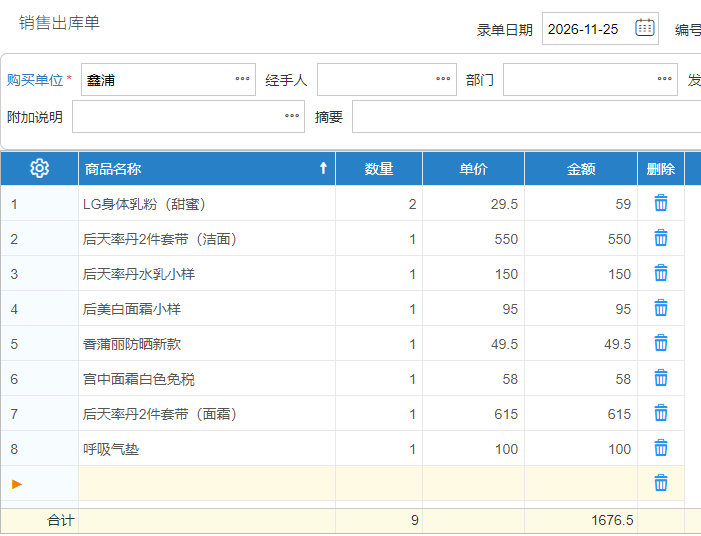 销售出库单
录单日期 2026-11-25 编号
购买单位 * 鑫浦 经手人 部门 发
附加说明 摘要
商品名称 数量 单价 金额 删除
1 LG身体乳粉（甜蜜） 2 29.5 59
2 后天率丹2件套带（洁面） 1 550 550
3 后天率丹水乳小样 1 150 150
4 后美白面霜小样 1 95 95
5 香蒲丽防晒新款 1 49.5 49.5
6 宫中面霜白色免税 1 58 58
7 后天率丹2件套带（面霜） 1 615 615
8 呼吸气垫 1 100 100
合计 9 1676.5